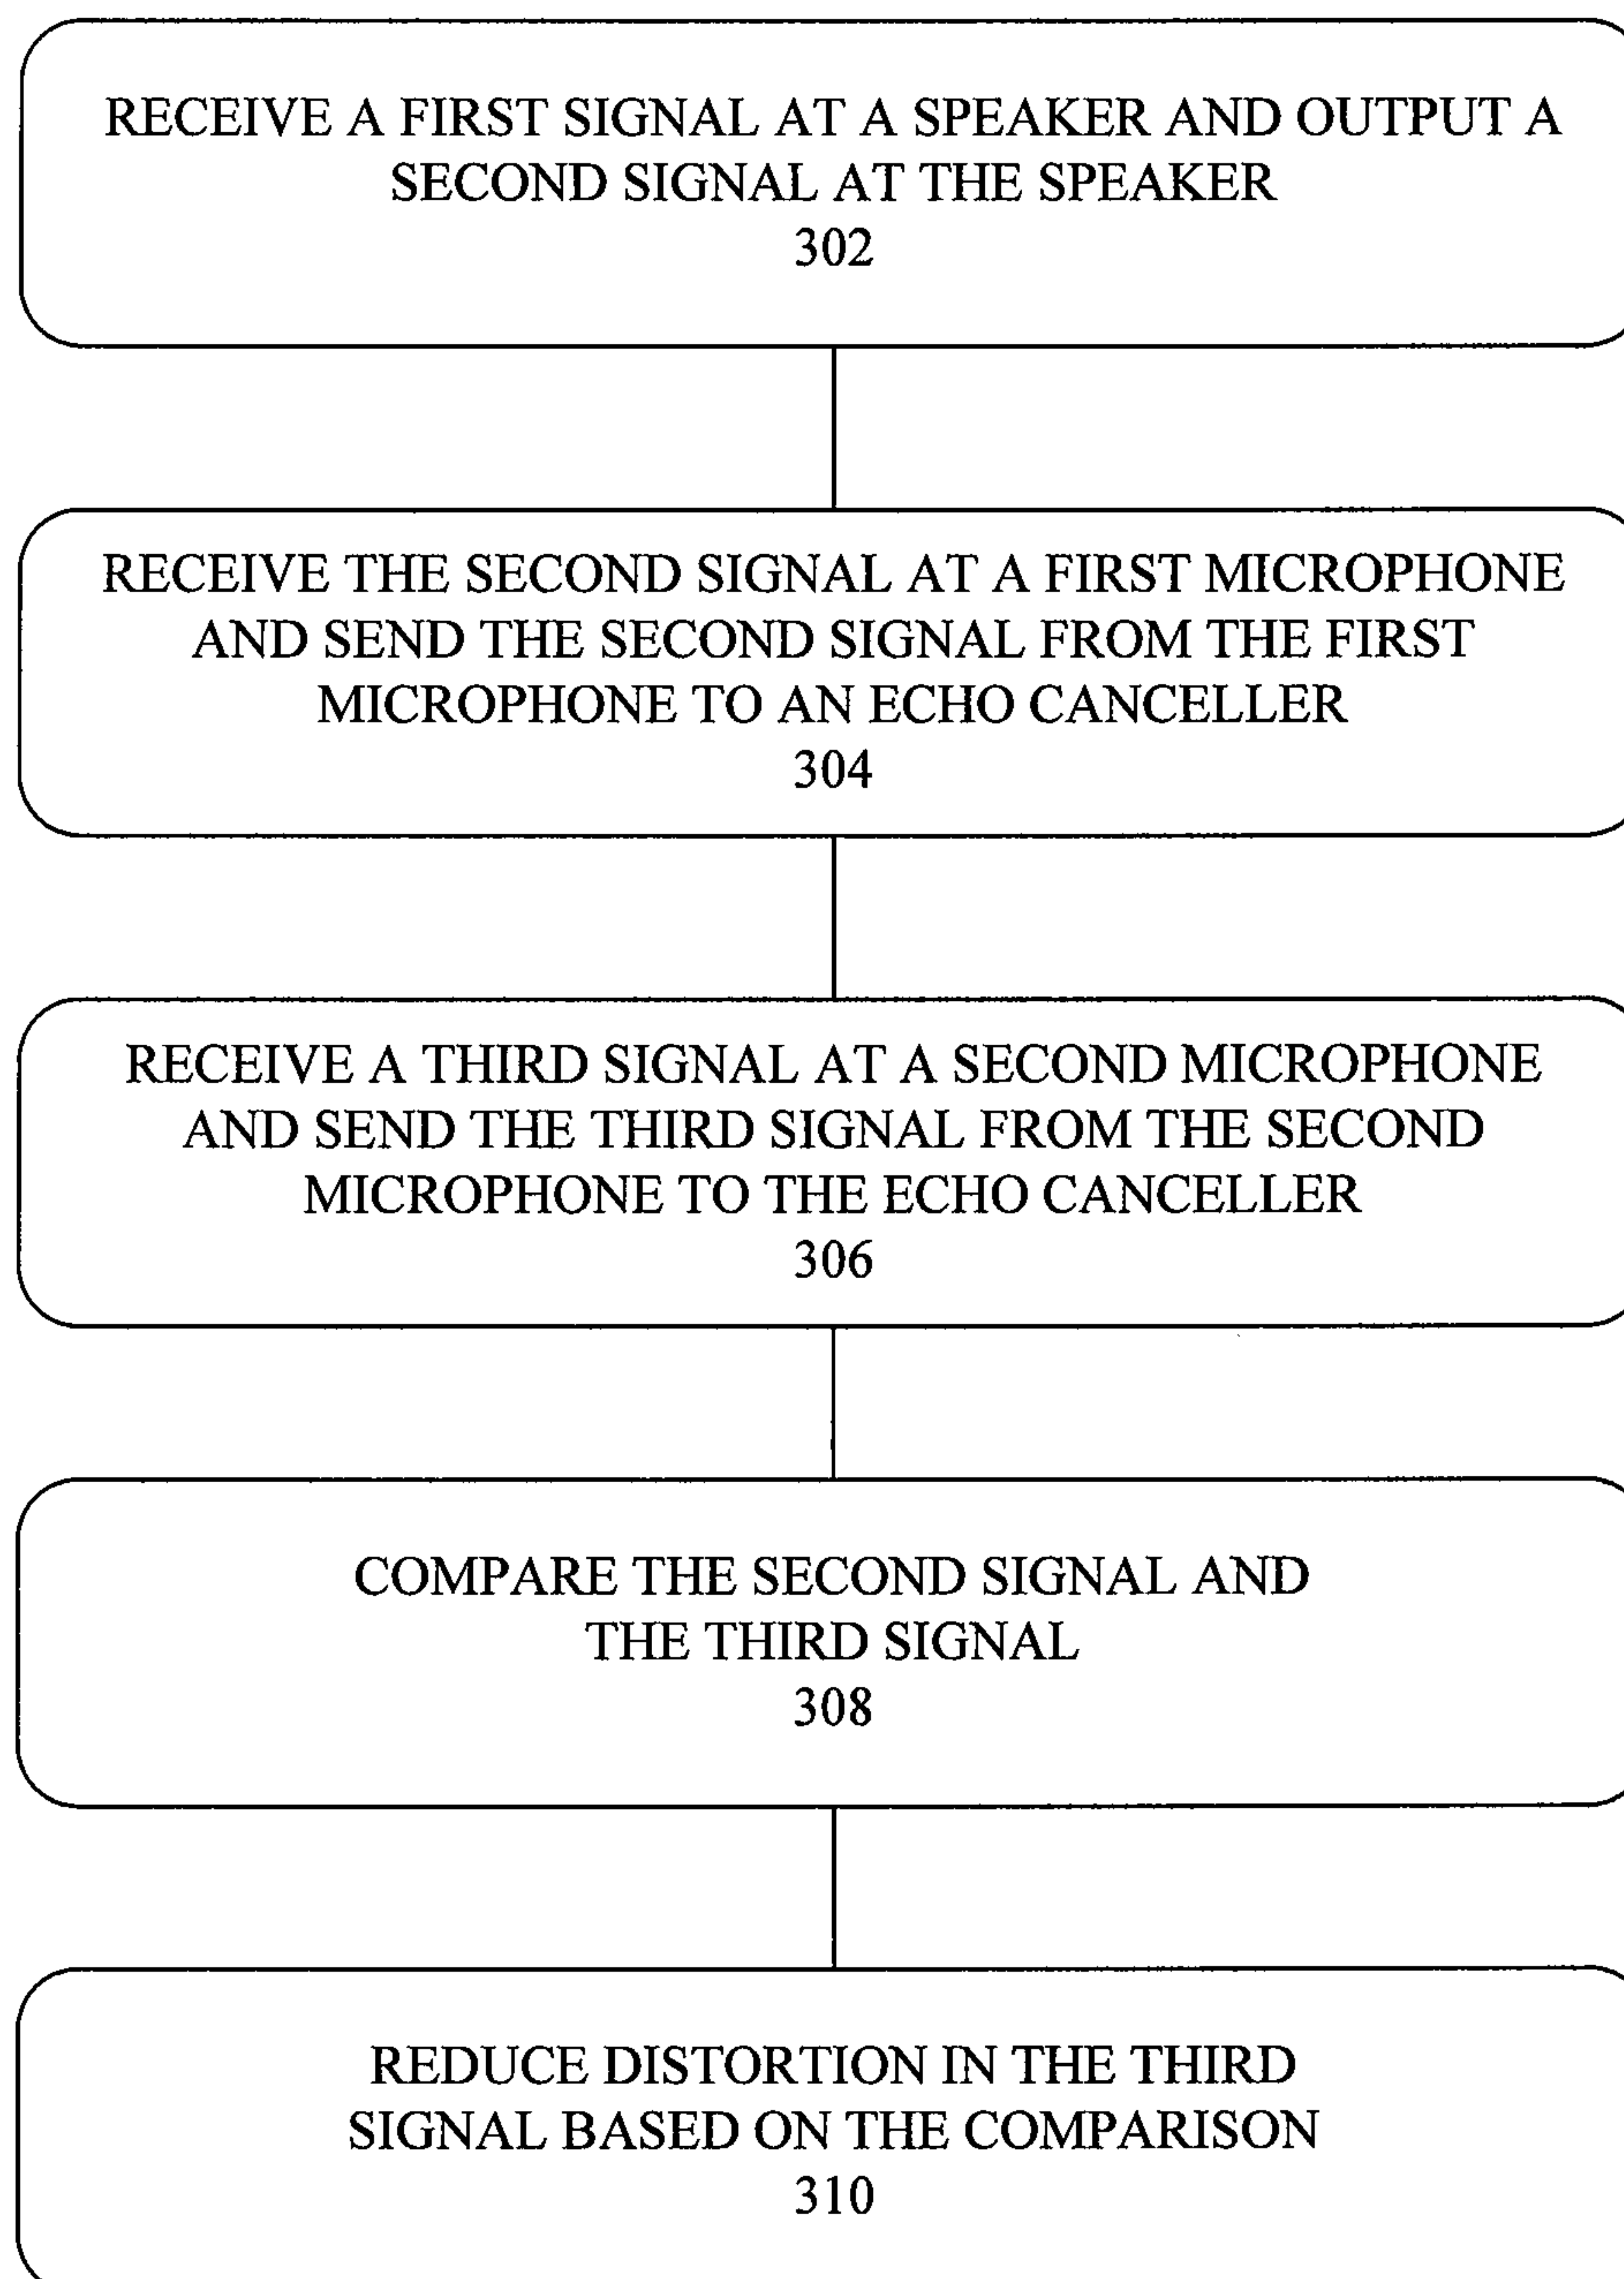 RECEIVE A FIRST SIGNAL AT A SPEAKER AND OUTPUT A
SECOND SIGNAL AT THE SPEAKER
302
RECEIVE THE SECOND SIGNAL AT A FIRST MICROPHONE
AND SEND THE SECOND SIGNAL FROM THE FIRST
MICROPHONE TO AN ECHO CANCELLER
304
RECEIVE A THIRD SIGNAL AT A SECOND MICROPHONE
AND SEND THE THIRD SIGNAL FROM THE SECOND
MICROPHONE TO THE ECHO CANCELLER
306
COMPARE THE SECOND SIGNAL AND
THE THIRD SIGNAL
308
REDUCE DISTORTION IN THE THIRD
SIGNAL BASED ON THE COMPARISON
310